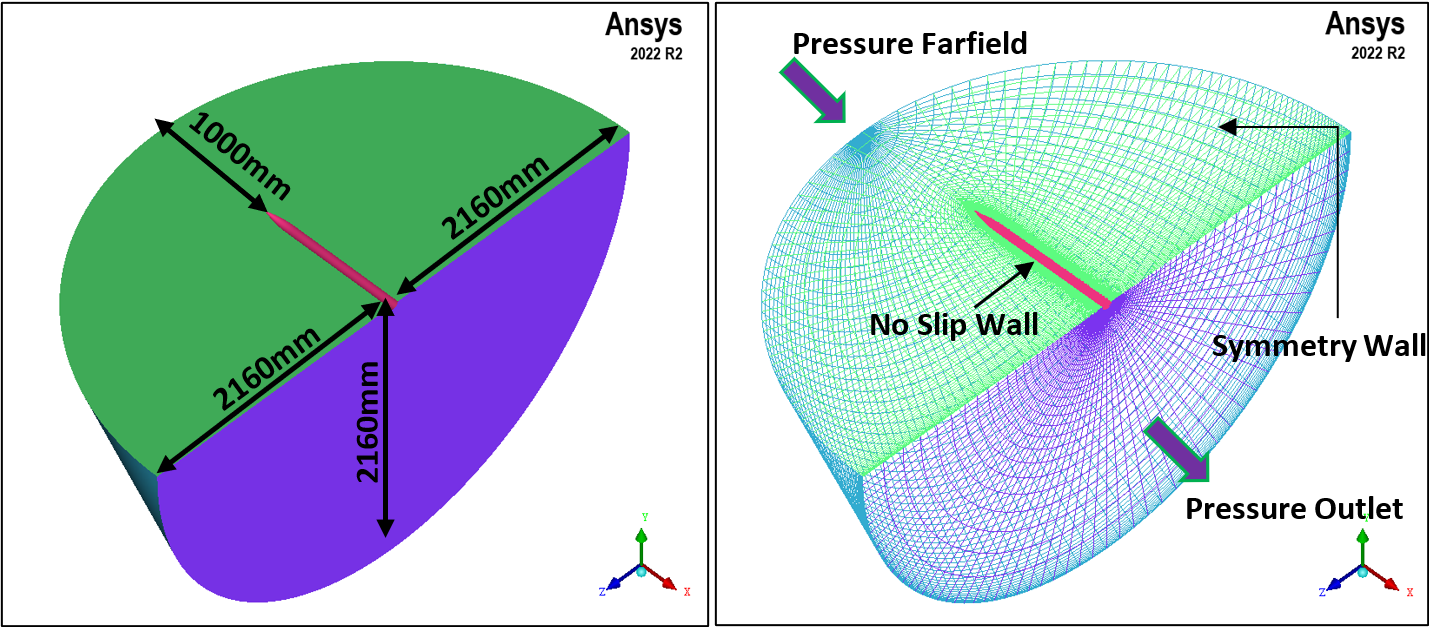 Ansys
2022 R2
1000mm
2160mm
2160mm
2160mm
Y
Z
X
Ansys
2022 R2
Pressure Farfield
No Slip Wall
Symmetry Wall
Pressure Outlet
Y
Z
X